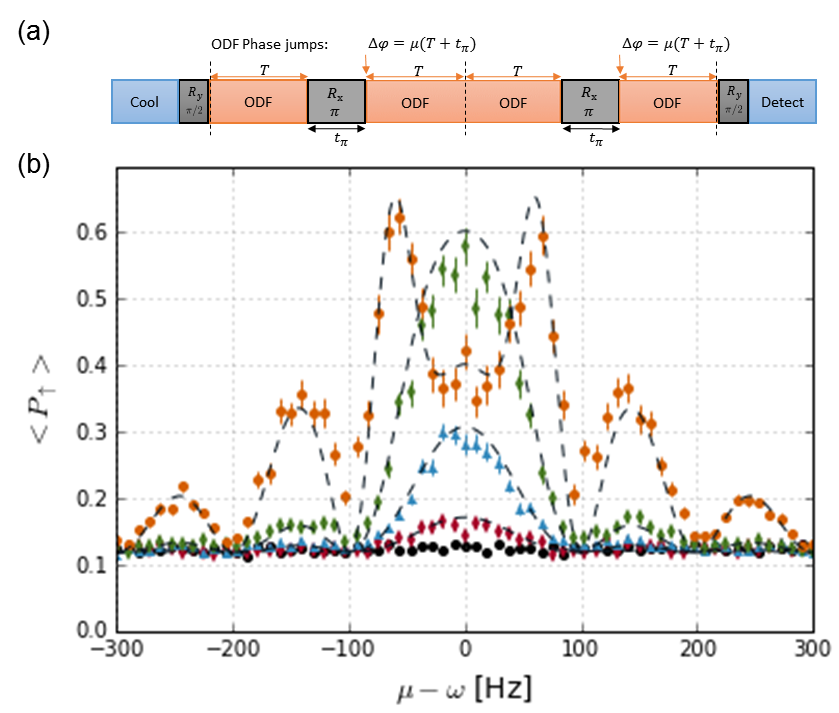 (a)
ODF Phase jumps:
Δφ = μ(T + tπ)
Δφ = μ(T + tπ)
T
T
T
T
Cool
Ry
π/2
ODF
Rx
π
ODF
ODF
Rx
π
ODF
Ry
π/2
Detect
tπ
tπ
(b)
0.6
0.5
0.4
0.3
0.2
0.1
0.0
< P↑ >
−300
−200
−100
0
100
200
300
μ − ω [Hz]